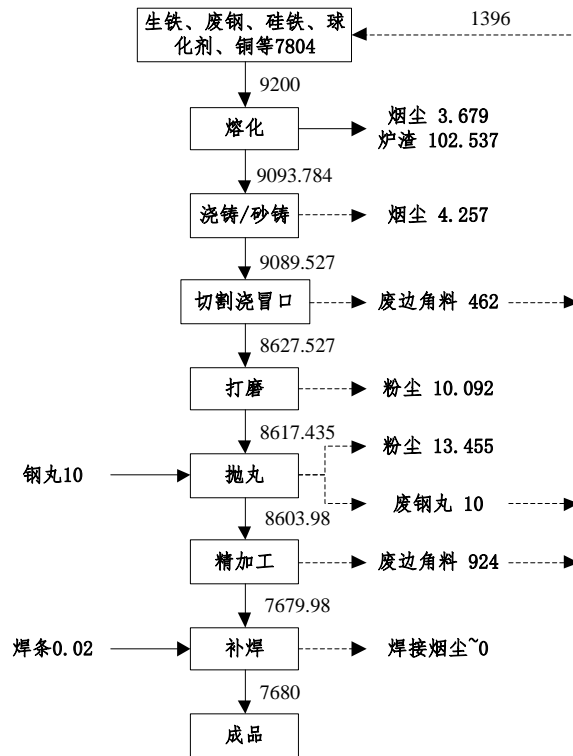 1396
生铁、废钢、硅铁、球
化剂、铜等7804
9200
熔化
烟尘 3.679
炉渣 102.537
9093.784
浇铸/砂铸
烟尘 4.257
9089.527
切割浇冒口
废边角料 462
8627.527
打磨
粉尘 10.092
8617.435
粉尘 13.455
钢丸10
抛丸
废钢丸 10
8603.98
精加工
废边角料 924
7679.98
焊条0.02
补焊
焊接烟尘~0
7680
成品